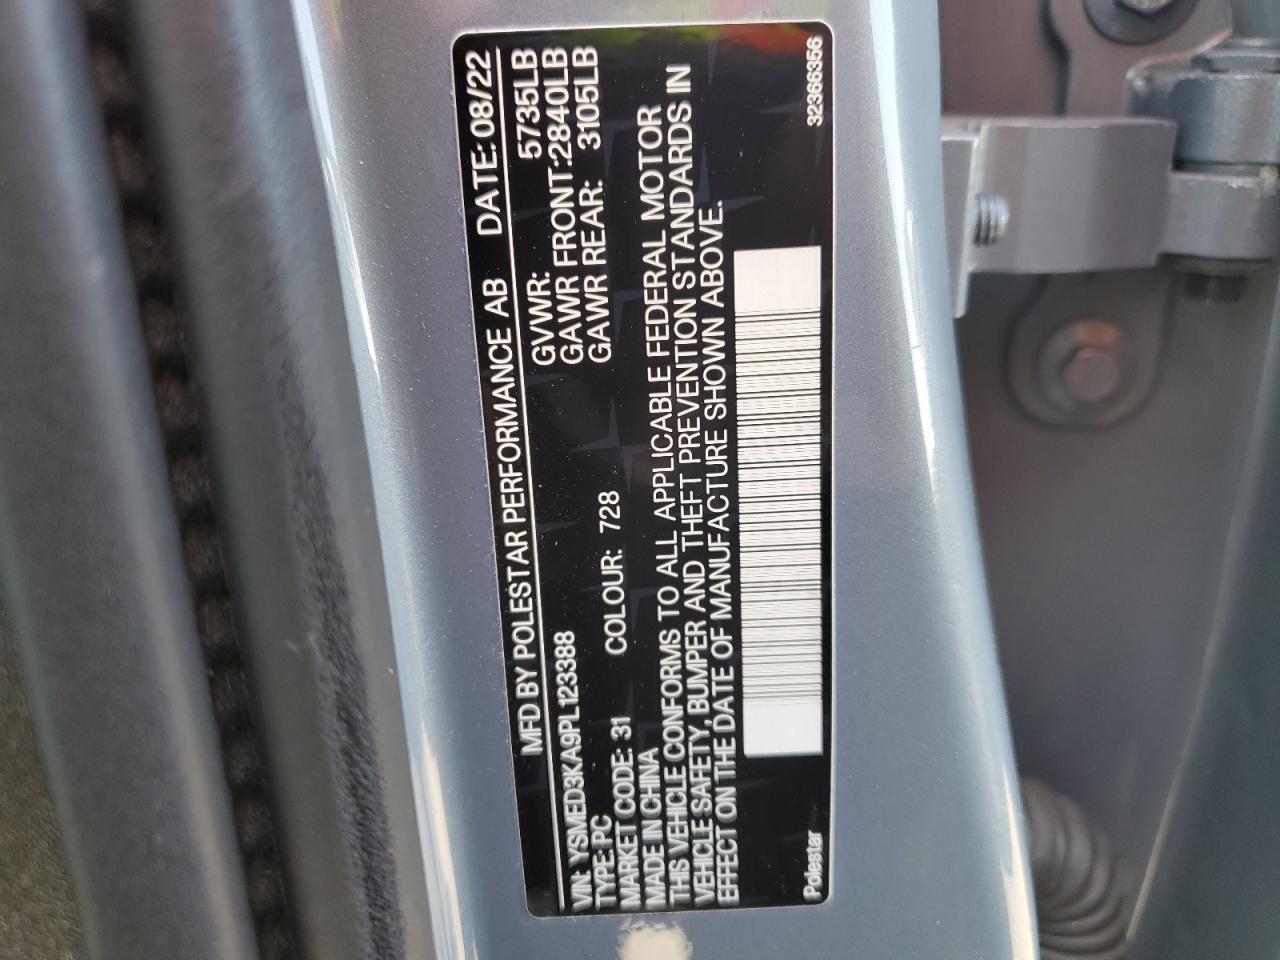 MFD BY POLESTAR PERFORMANCE AB DATE: 08/22
VIN: YSMED3KA9PL123388 GVWR: 5735LB
TYPE: PC GAWR FRONT:2840LB
MARKET CODE: 31 COLOUR: 728 GAWR REAR: 3105LB
MADE IN CHINA
THIS VEHICLE CONFORMS TO ALL APPLICABLE FEDERAL MOTOR
VEHICLE SAFETY, BUMPER AND THEFT PREVENTION STANDARDS IN
EFFECT ON THE DATE OF MANUFACTURE SHOWN ABOVE.
Polestar 32366356